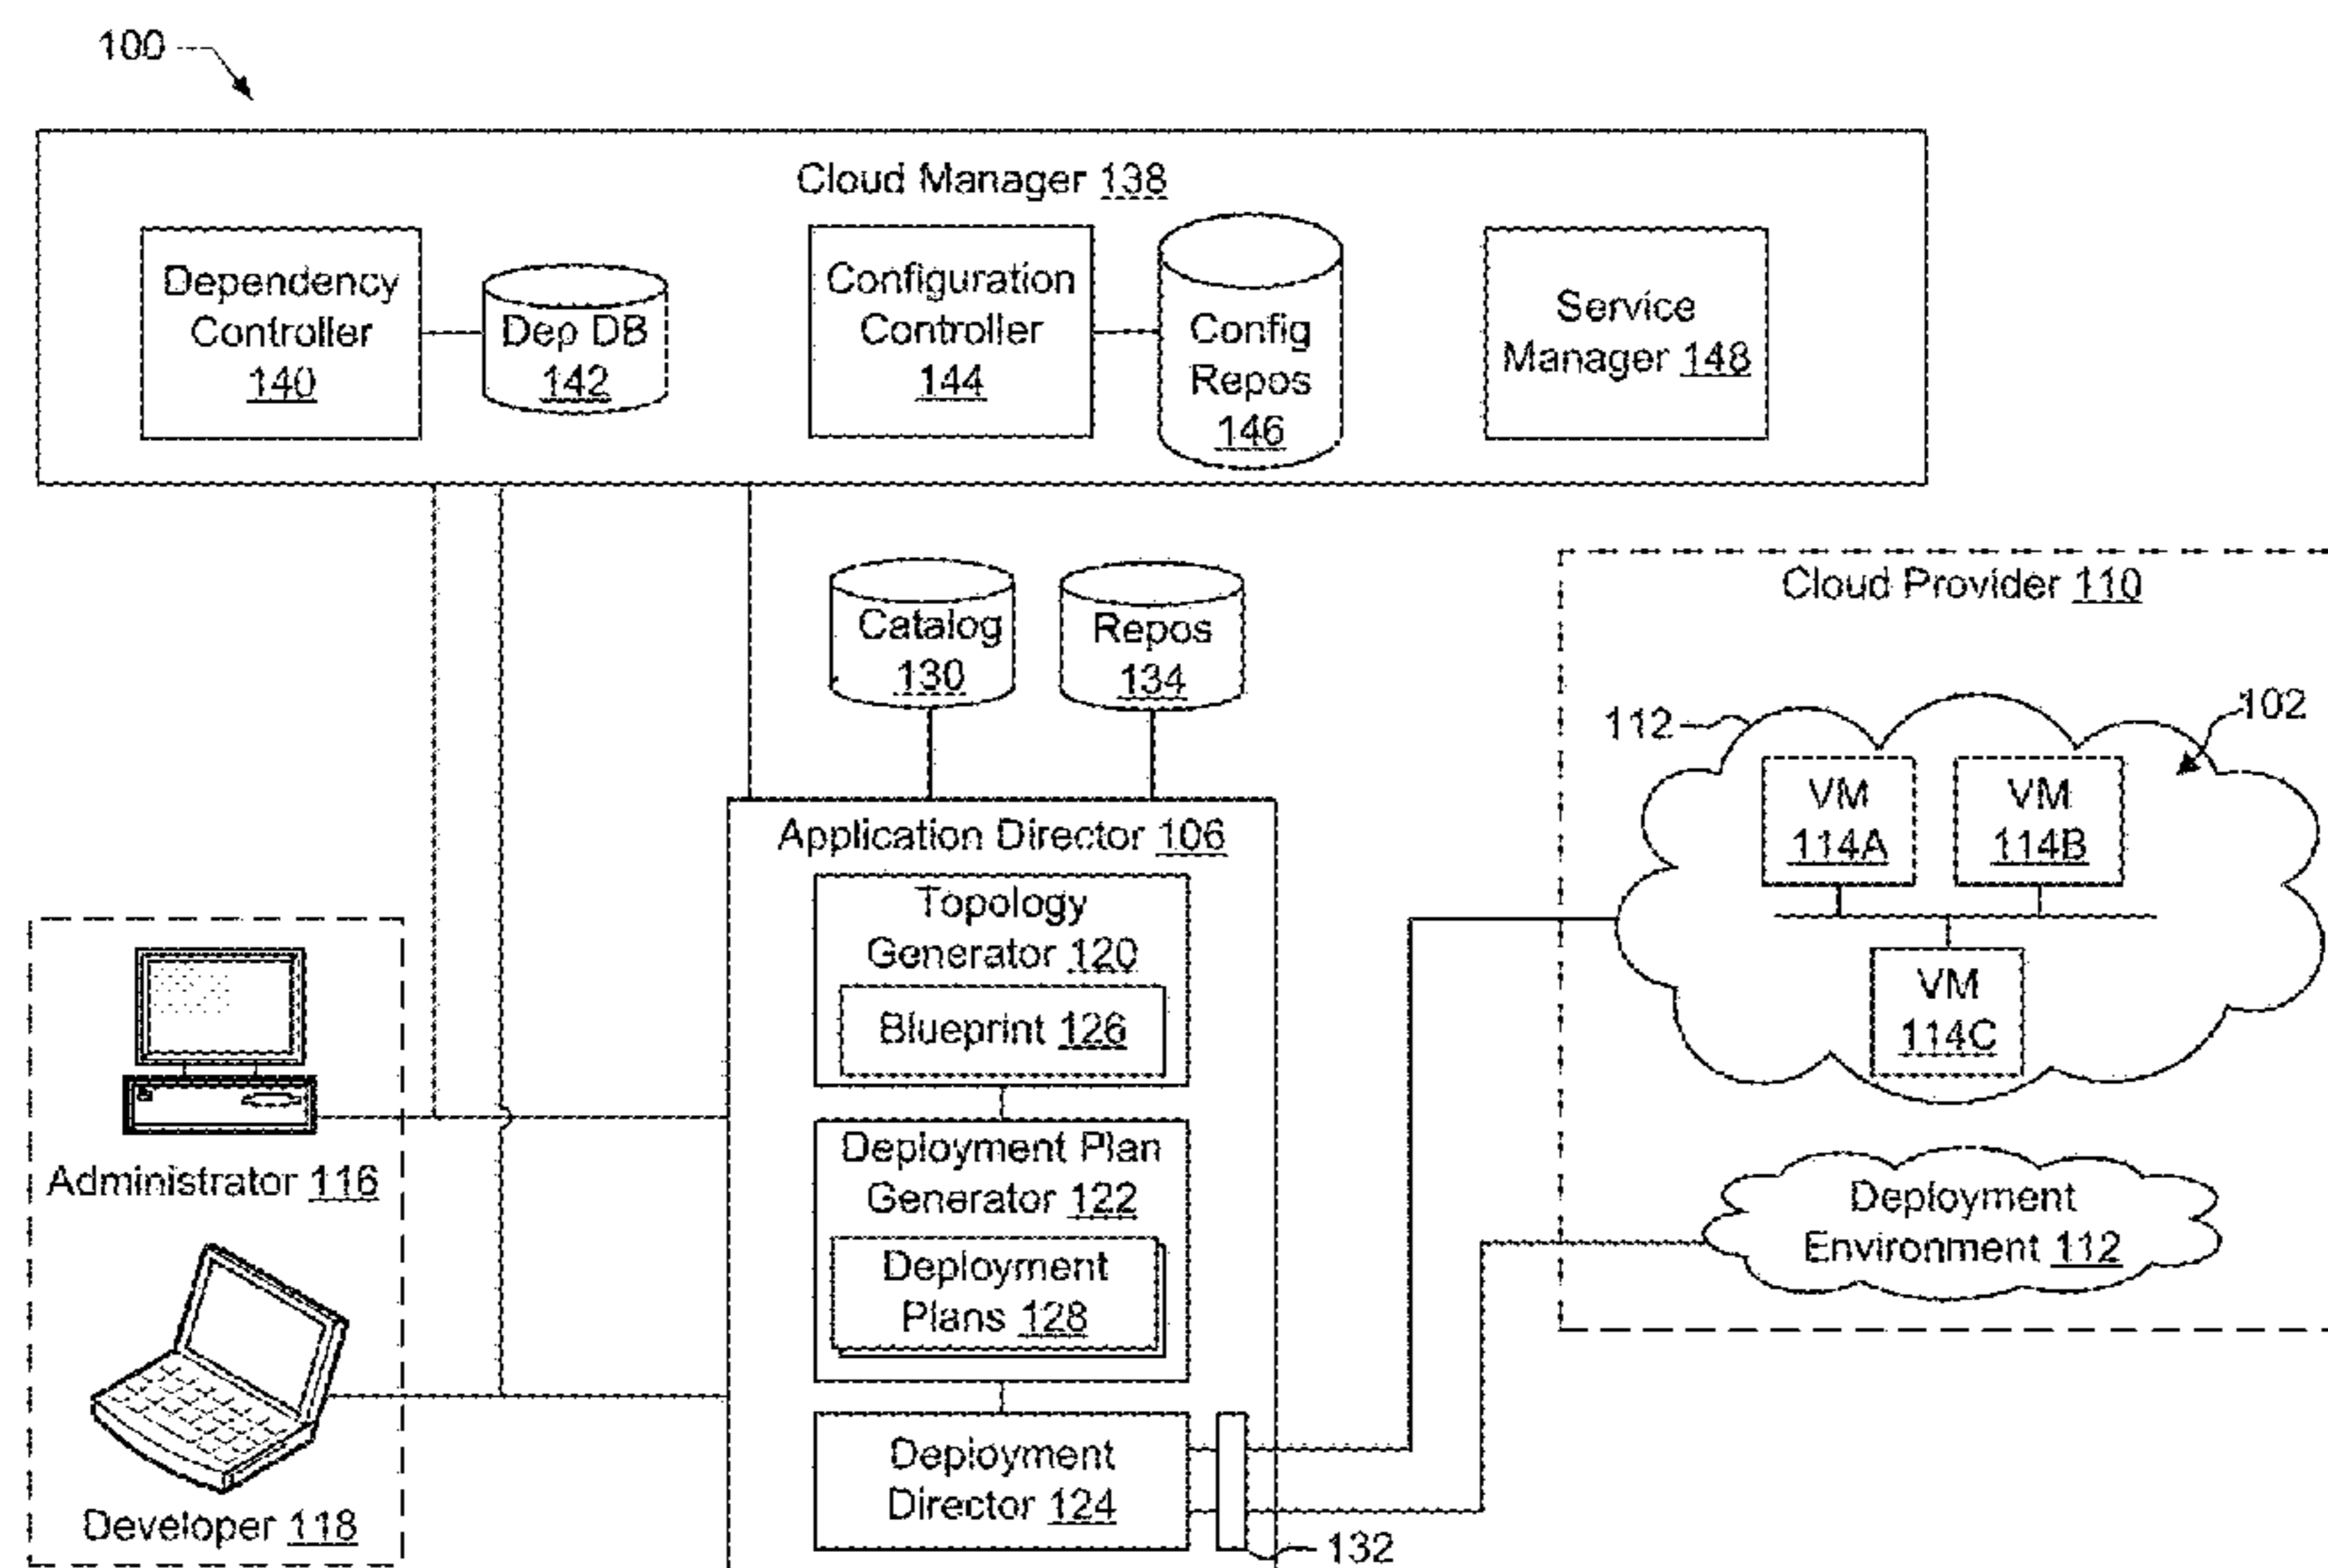 100
Cloud Manager 138
Dependency
Controller
140
Dep DB
142
Configuration
Controller
144
Config
Repos
146
Service
Manager 148
Catalog
130
Repos
134
Cloud Provider 110
112
102
VM
114A
VM
114B
VM
114C
Deployment
Environment 112
Application Director 106
Topology
Generator 120
Blueprint 126
Deployment Plan
Generator 122
Deployment
Plans 128
Deployment
Director 124
132
Administrator 116
Developer 118